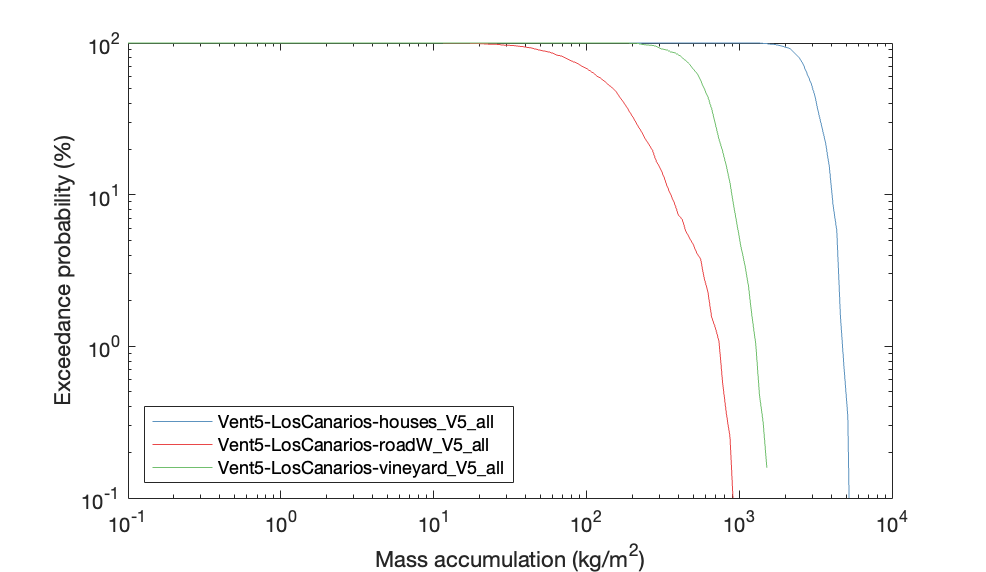 10²
10¹
10⁰
10⁻¹
Exceedance probability (%)
Vent5-LosCanarios-houses_V5_all
Vent5-LosCanarios-roadW_V5_all
Vent5-LosCanarios-vineyard_V5_all
10⁻¹ 10⁰ 10¹ 10² 10³ 10⁴
Mass accumulation (kg/m²)